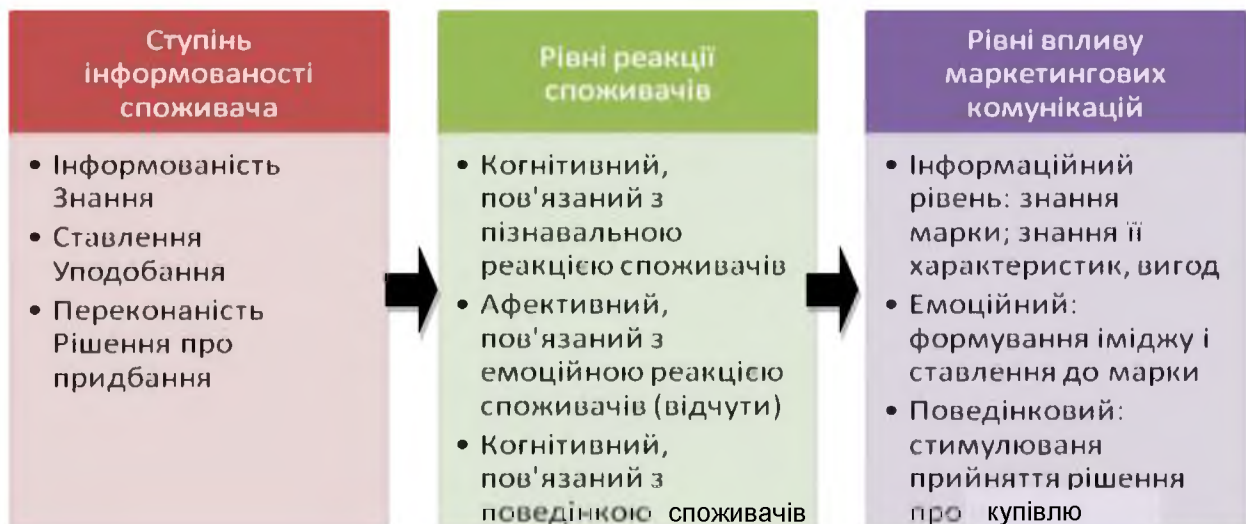 Ступінь
інформованості
споживача
• Інформованість
Знання
• Ставлення
Уподобання
• Переконаність
Рішення про
придбання
Рівні реакції
споживачів
• Когнітивний,
пов'язаний з
пізнавальною
реакцією споживачів
• Афективний,
пов'язаний з
емоційною реакцією
споживачів (відчути)
• Когнітивний,
пов'язаний з
поведінкою споживачів
Рівні впливу
маркетингових
комунікацій
• Інформаційний
рівень: знання
марки; знання її
характеристик, вигод
• Емоційний:
формування іміджу і
ставлення до марки
• Поведінковий:
стимулюваня
прийняття рішення
про купівлю